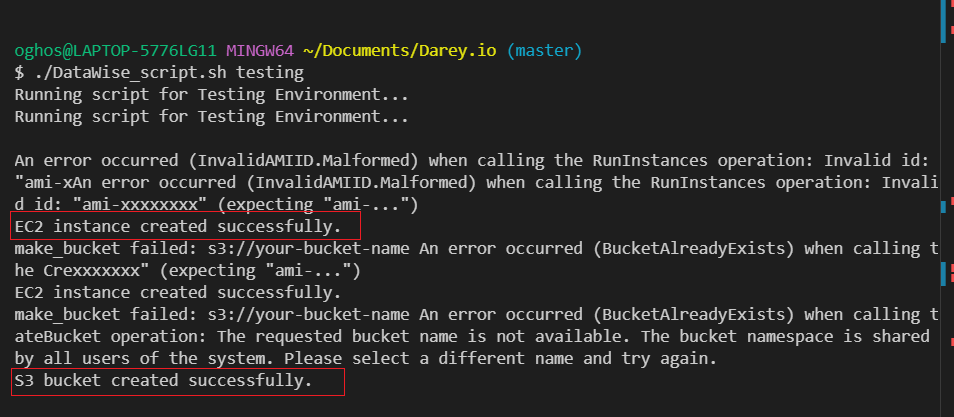 oghos@LAPTOP-5776LG11 MINGW64 ~/Documents/Darey.io (master)
$ ./DataWise_script.sh testing
Running script for Testing Environment...
Running script for Testing Environment...
An error occurred (InvalidAMIID.Malformed) when calling the RunInstances operation: Invalid id:
"ami-xAn error occurred (InvalidAMIID.Malformed) when calling the RunInstances operation: Invali
d id: "ami-xxxxxxxx" (expecting "ami-...")
EC2 instance created successfully.
make_bucket failed: s3://your-bucket-name An error occurred (BucketAlreadyExists) when calling t
he Crexxxxxxx" (expecting "ami-...")
EC2 instance created successfully.
make_bucket failed: s3://your-bucket-name An error occurred (BucketAlreadyExists) when calling t
ateBucket operation: The requested bucket name is not available. The bucket namespace is shared
by all users of the system. Please select a different name and try again.
S3 bucket created successfully.